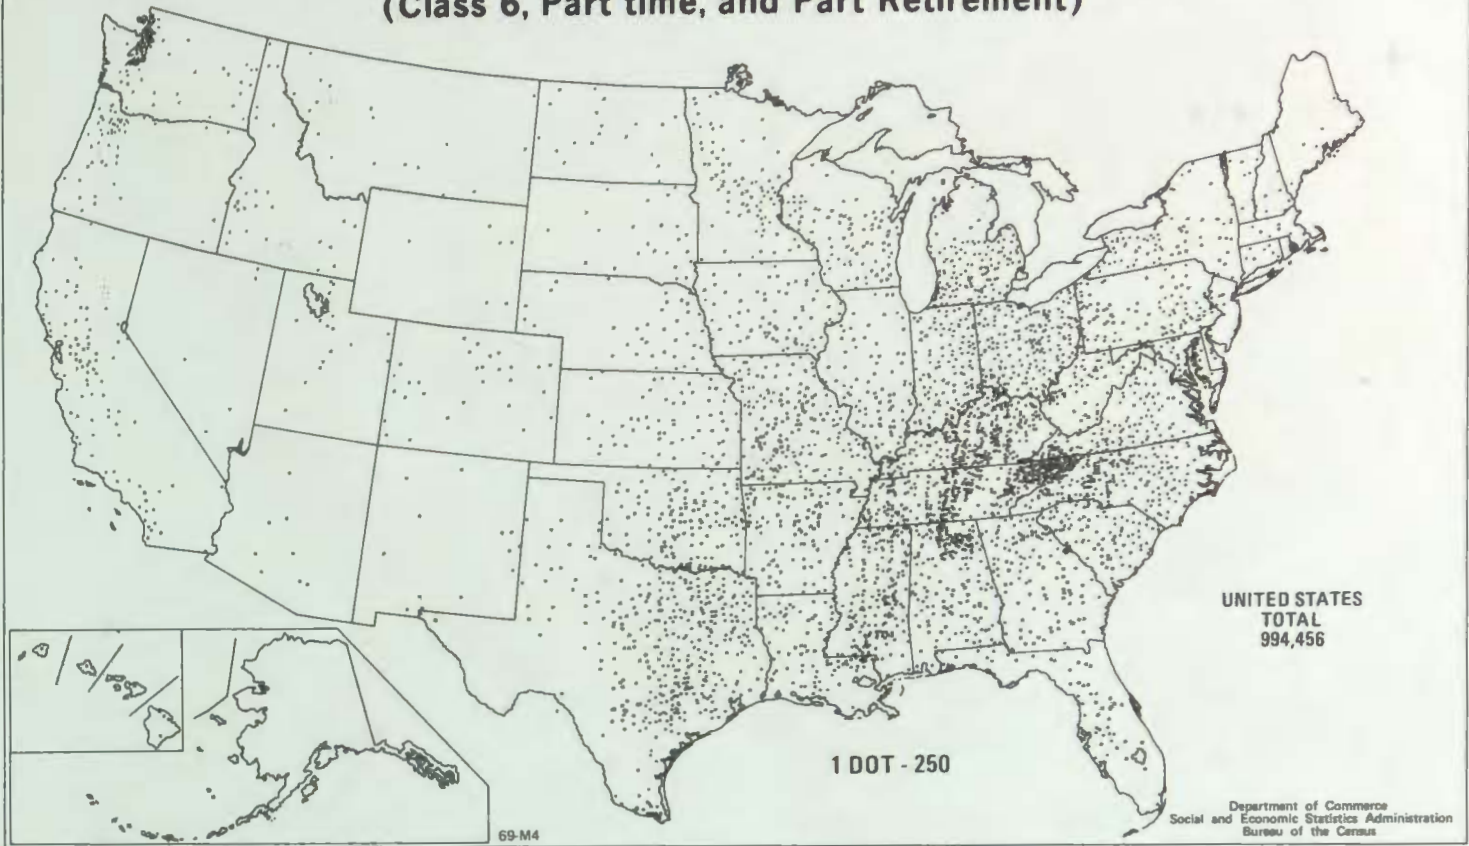 (Class 6, Part time, and Part Retirement)
UNITED STATES
TOTAL
994,456
1 DOT - 250
69-M4
Department of Commerce
Social and Economic Statistics Administration
Bureau of the Census